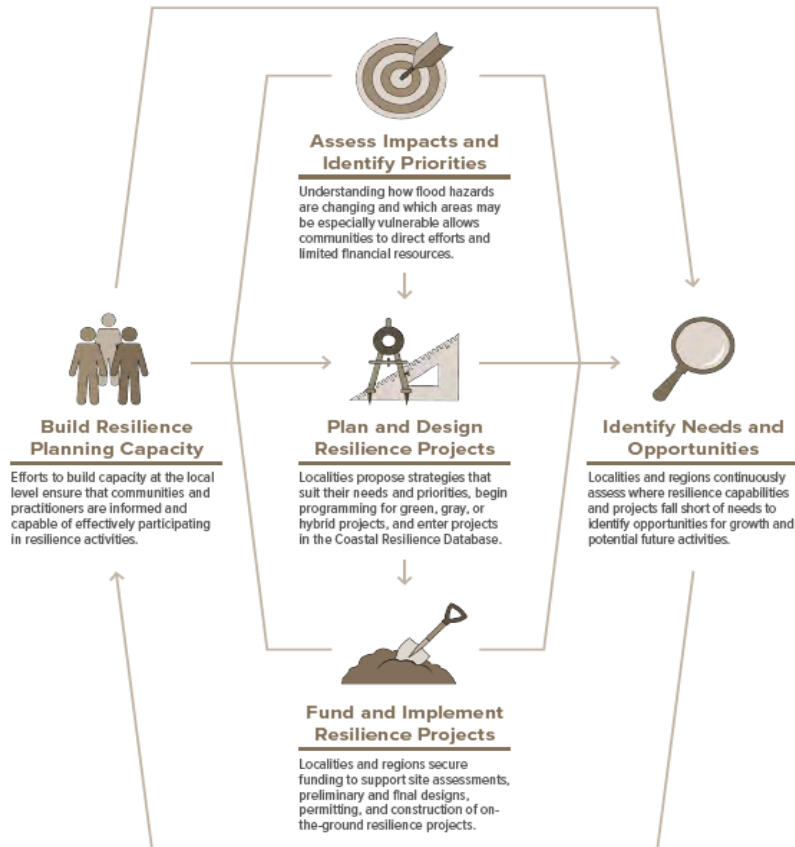 Assess Impacts and
Identify Priorities
Understanding how flood hazards
are changing and which areas may
be especially vulnerable allows
communities to direct efforts and
limited financial resources.
Build Resilience
Planning Capacity
Efforts to build capacity at the local
level ensure that communities and
practitioners are informed and
capable of effectively participating
in resilience activities.
Plan and Design
Resilience Projects
Localities propose strategies that
suit their needs and priorities, begin
programming for green, gray, or
hybrid projects, and enter projects
in the Coastal Resilience Database.
Identify Needs and
Opportunities
Localities and regions continuously
assess where resilience capabilities
and projects fall short of needs to
identify opportunities for growth and
potential future activities.
Fund and Implement
Resilience Projects
Localities and regions secure
funding to support site assessments,
preliminary and final designs,
permitting, and construction of on-
the-ground resilience projects.